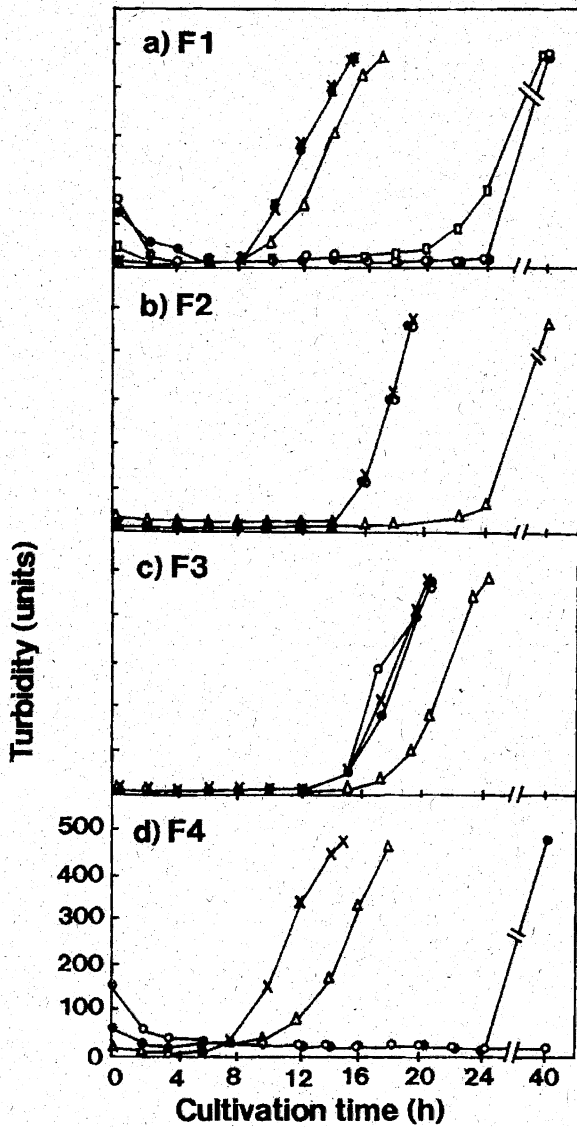 a) F1
b) F2
c) F3
Turbidity (units)
d) F4
500
400
300
200
100
0
0 4 8 12 16 20 24 40
Cultivation time (h)